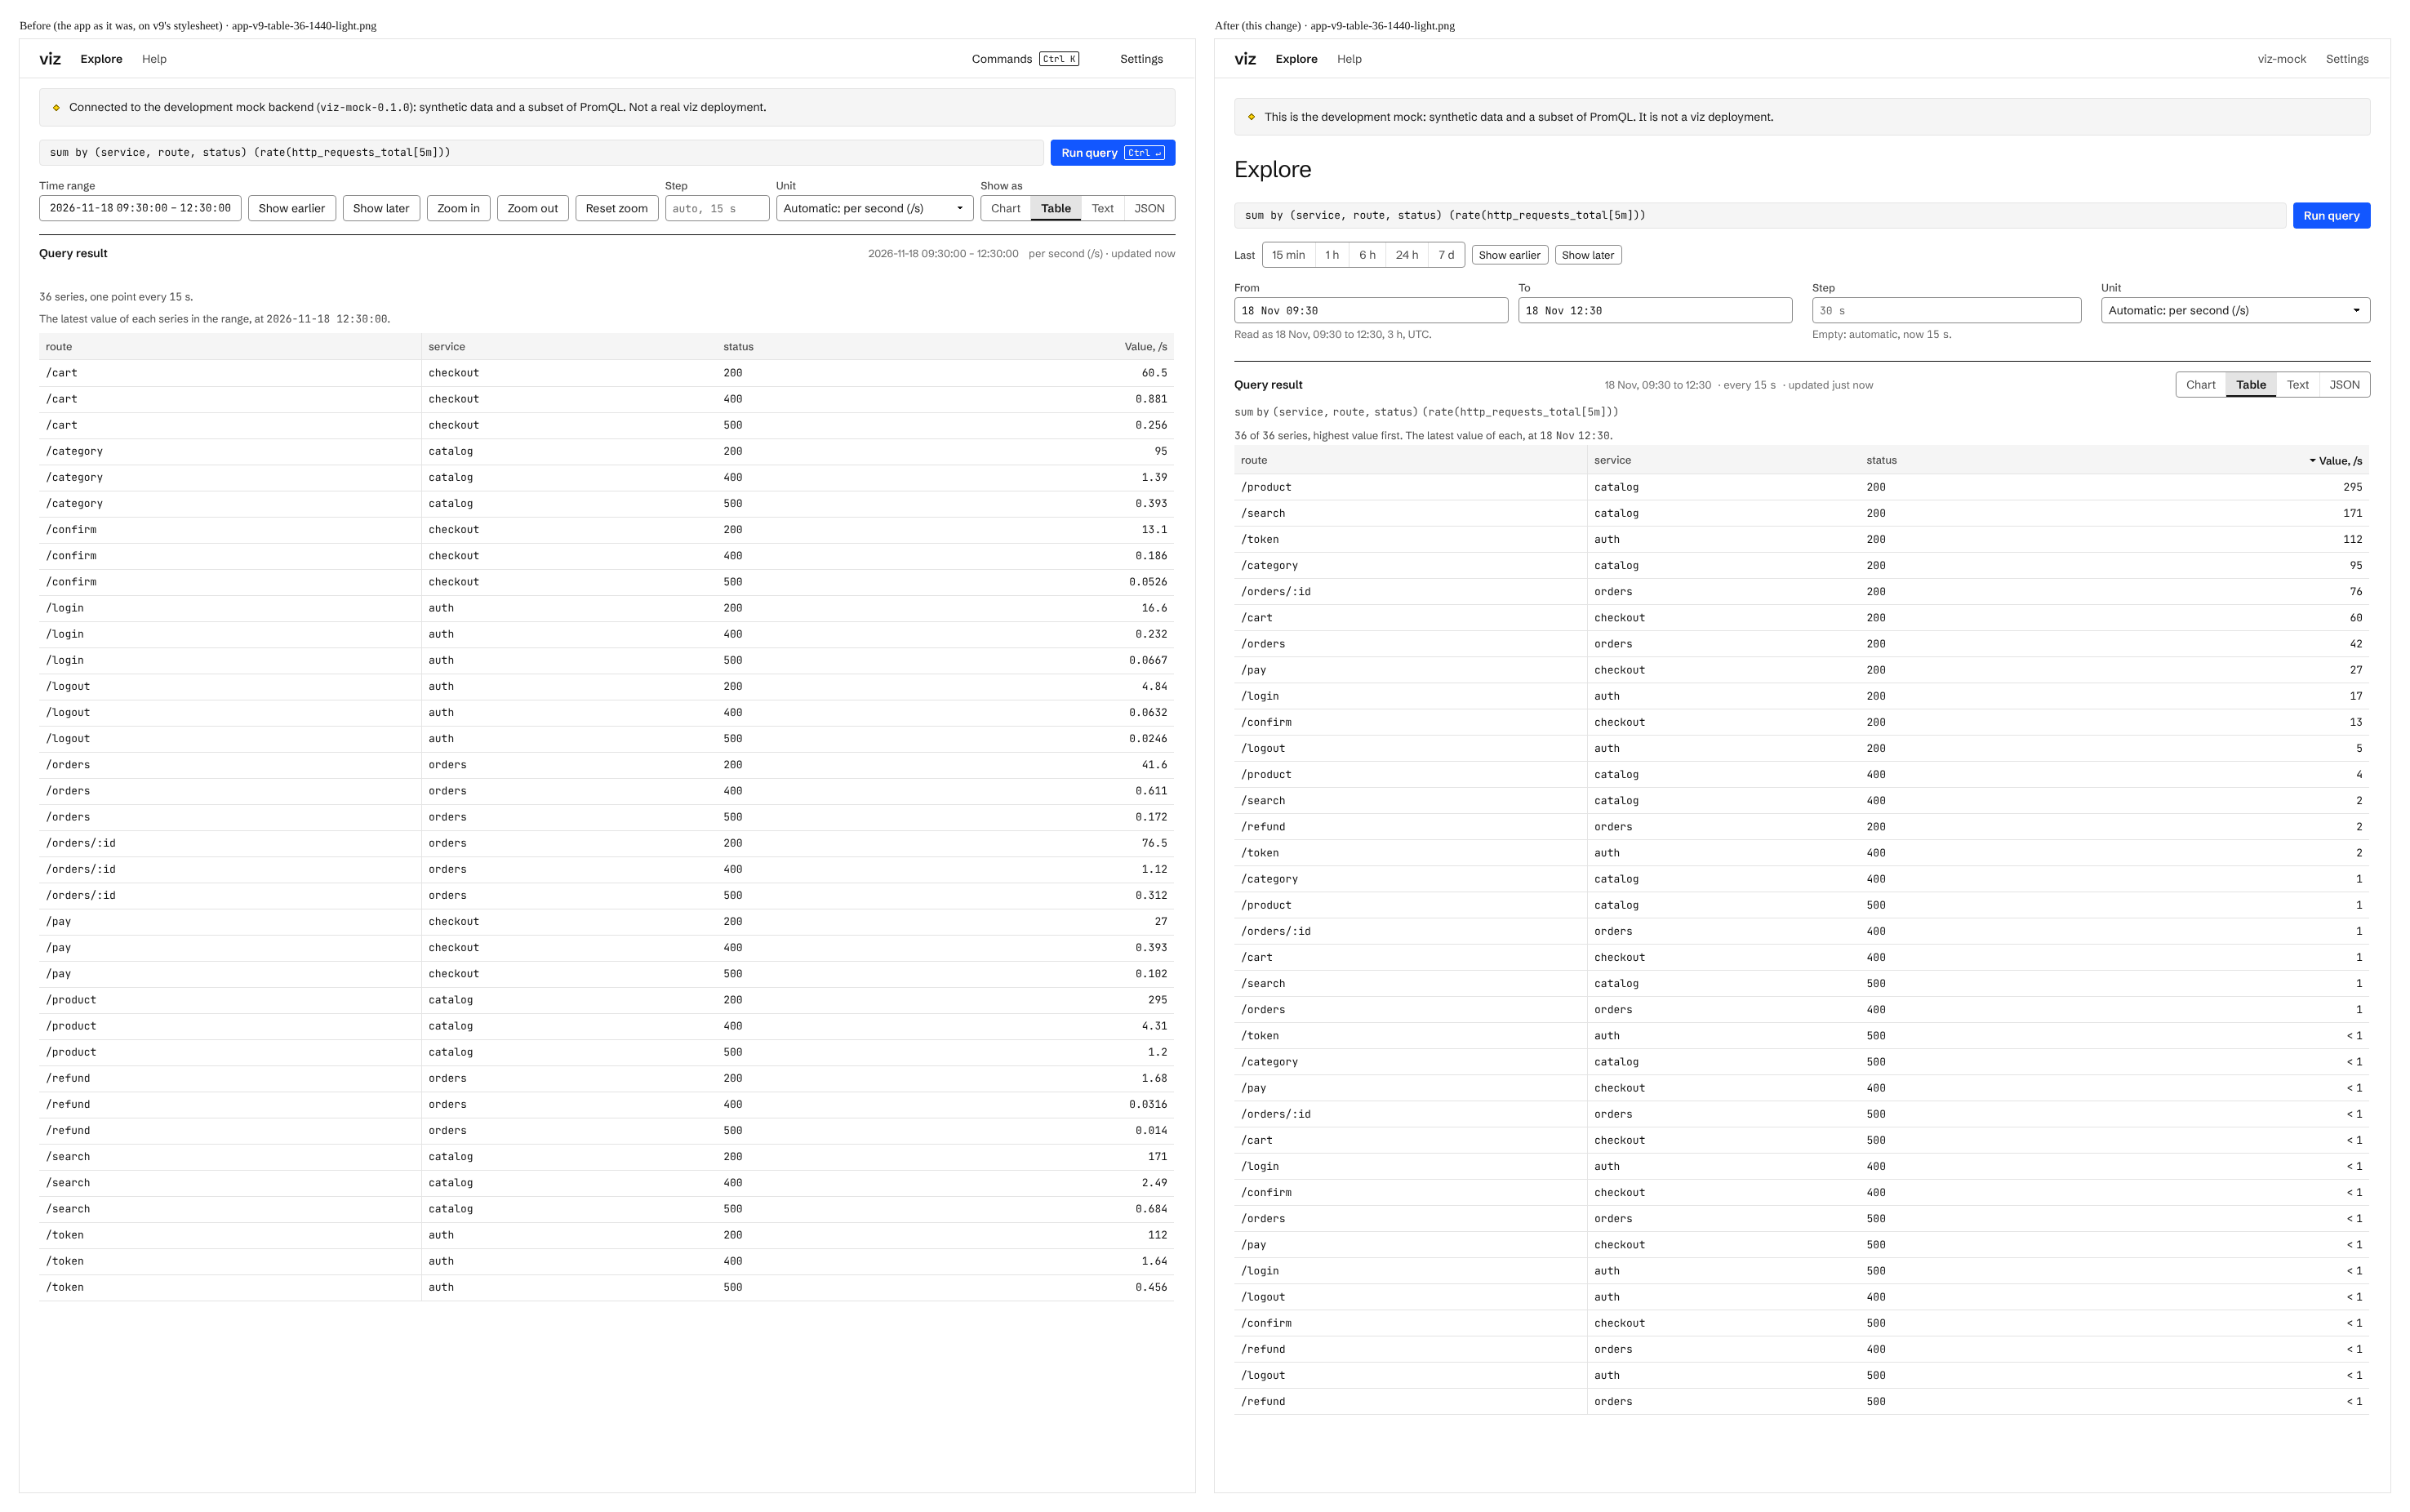 Before (the app as it was, on v9's stylesheet) · app-v9-table-36-1440-light.png
viz Explore Help Commands Ctrl K Settings
Connected to the development mock backend (viz-mock-0.1.0): synthetic data and a subset of PromQL. Not a real viz deployment.
sum by (service, route, status) (rate(http_requests_total[5m])) Run query Ctrl ↵
Time range Step Unit Show as
2026-11-18 09:30:00 – 12:30:00 Show earlier Show later Zoom in Zoom out Reset zoom auto, 15 s Automatic: per second (/s) Chart Table Text JSON
Query result 2026-11-18 09:30:00 – 12:30:00 per second (/s) · updated now
36 series, one point every 15 s.
The latest value of each series in the range, at 2026-11-18 12:30:00.
route service status Value, /s
/cart checkout 200 60.5
/cart checkout 400 0.881
/cart checkout 500 0.256
/category catalog 200 95
/category catalog 400 1.39
/category catalog 500 0.393
/confirm checkout 200 13.1
/confirm checkout 400 0.186
/confirm checkout 500 0.0526
/login auth 200 16.6
/login auth 400 0.232
/login auth 500 0.0667
/logout auth 200 4.84
/logout auth 400 0.0632
/logout auth 500 0.0246
/orders orders 200 41.6
/orders orders 400 0.611
/orders orders 500 0.172
/orders/:id orders 200 76.5
/orders/:id orders 400 1.12
/orders/:id orders 500 0.312
/pay checkout 200 27
/pay checkout 400 0.393
/pay checkout 500 0.102
/product catalog 200 295
/product catalog 400 4.31
/product catalog 500 1.2
/refund orders 200 1.68
/refund orders 400 0.0316
/refund orders 500 0.014
/search catalog 200 171
/search catalog 400 2.49
/search catalog 500 0.684
/token auth 200 112
/token auth 400 1.64
/token auth 500 0.456
After (this change) · app-v9-table-36-1440-light.png
viz Explore Help viz-mock Settings
This is the development mock: synthetic data and a subset of PromQL. It is not a viz deployment.
Explore
sum by (service, route, status) (rate(http_requests_total[5m])) Run query
Last 15 min 1 h 6 h 24 h 7 d Show earlier Show later
From To Step Unit
18 Nov 09:30 18 Nov 12:30 30 s Automatic: per second (/s)
Read as 18 Nov, 09:30 to 12:30, 3 h, UTC. Empty: automatic, now 15 s.
Query result 18 Nov, 09:30 to 12:30 · every 15 s · updated just now Chart Table Text JSON
sum by (service, route, status) (rate(http_requests_total[5m]))
36 of 36 series, highest value first. The latest value of each, at 18 Nov 12:30.
route service status Value, /s
/product catalog 200 295
/search catalog 200 171
/token auth 200 112
/category catalog 200 95
/orders/:id orders 200 76
/cart checkout 200 60
/orders orders 200 42
/pay checkout 200 27
/login auth 200 17
/confirm checkout 200 13
/logout auth 200 5
/product catalog 400 4
/search catalog 400 2
/refund orders 200 2
/token auth 400 2
/category catalog 400 1
/product catalog 500 1
/orders/:id orders 400 1
/cart checkout 400 1
/search catalog 500 1
/orders orders 400 1
/token auth 500 < 1
/category catalog 500 < 1
/pay checkout 400 < 1
/orders/:id orders 500 < 1
/cart checkout 500 < 1
/login auth 400 < 1
/confirm checkout 400 < 1
/orders orders 500 < 1
/pay checkout 500 < 1
/login auth 500 < 1
/logout auth 400 < 1
/confirm checkout 500 < 1
/refund orders 400 < 1
/logout auth 500 < 1
/refund orders 500 < 1